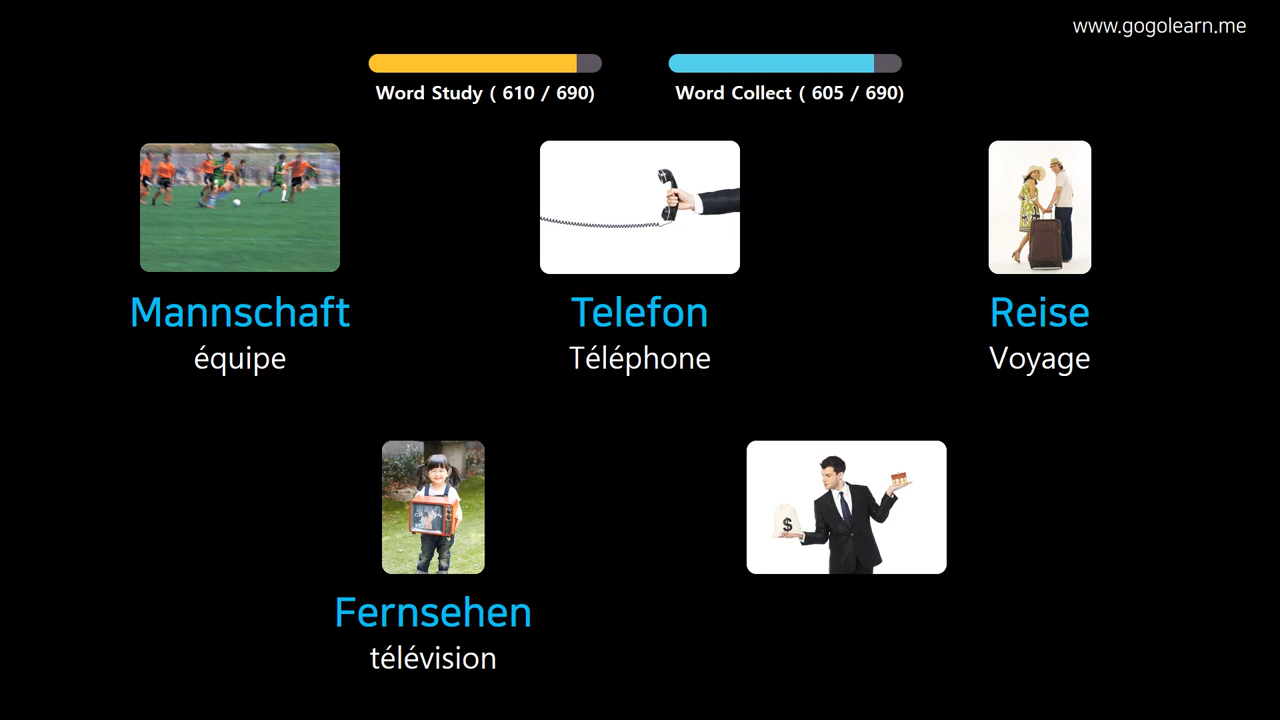 www.gogolearn.me
Word Study ( 610 / 690)
Word Collect ( 605 / 690)
Mannschaft
équipe
Telefon
Téléphone
Reise
Voyage
$
Fernsehen
télévision